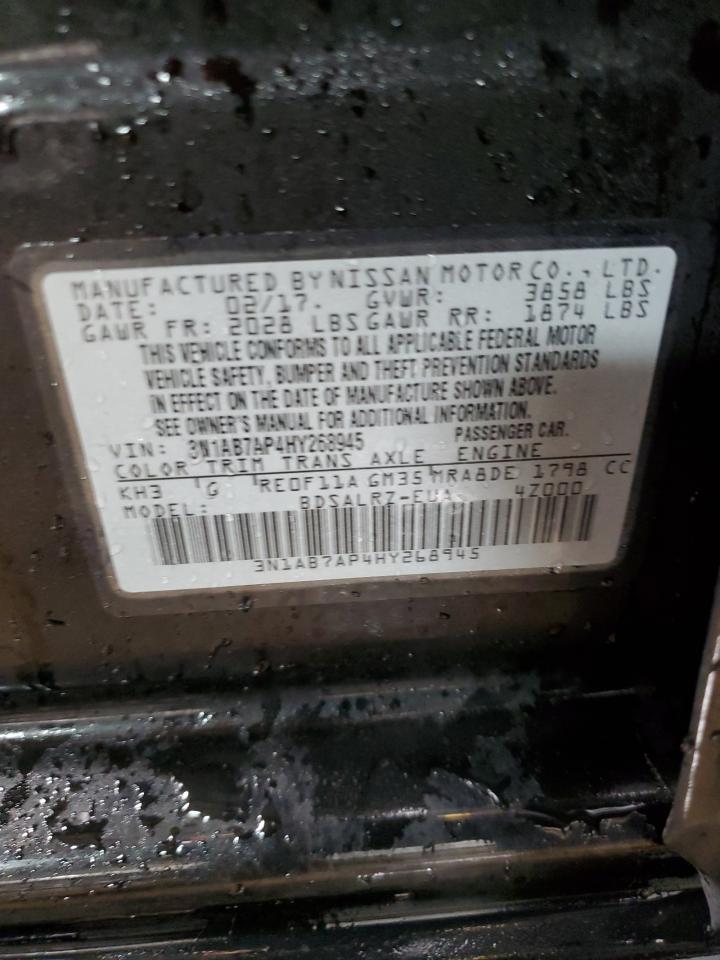 MANUFACTURED BY NISSAN MOTOR CO., LTD.
DATE: 02/17. GVWR: 3858 LBS
GAWR FR: 2028 LBS GAWR RR: 1874 LBS
THIS VEHICLE CONFORMS TO ALL APPLICABLE FEDERAL MOTOR
VEHICLE SAFETY, BUMPER AND THEFT PREVENTION STANDARDS
IN EFFECT ON THE DATE OF MANUFACTURE SHOWN ABOVE.
SEE OWNER'S MANUAL FOR ADDITIONAL INFORMATION.
VIN: 3N1AB7AP4HY268945 PASSENGER CAR.
COLOR TRIM TRANS AXLE ENGINE
KH3 G RE0F11A GM35 MRA8DE 1798 CC
MODEL: BDSALRZ-EUA 4Z000
3N1AB7AP4HY268945